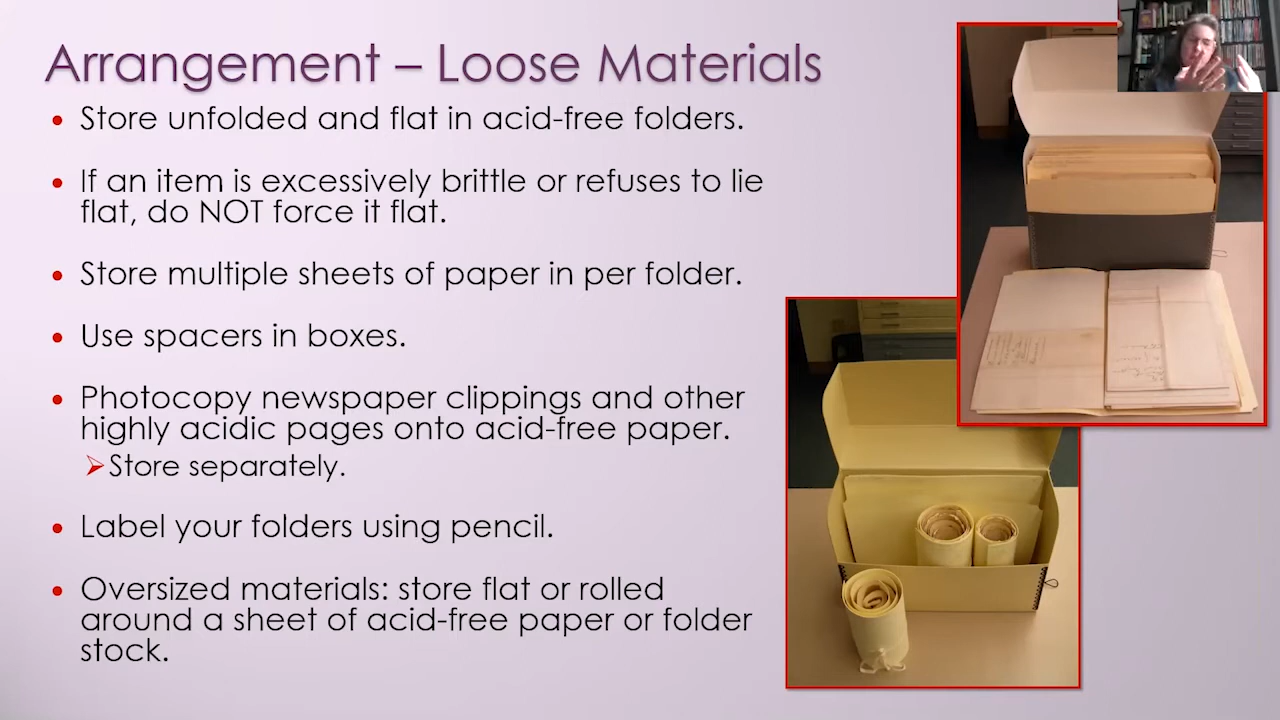 Arrangement – Loose Materials
• Store unfolded and flat in acid-free folders.
• If an item is excessively brittle or refuses to lie
flat, do NOT force it flat.
• Store multiple sheets of paper in per folder.
• Use spacers in boxes.
• Photocopy newspaper clippings and other
highly acidic pages onto acid-free paper.
➢Store separately.
• Label your folders using pencil.
• Oversized materials: store flat or rolled
around a sheet of acid-free paper or folder
stock.